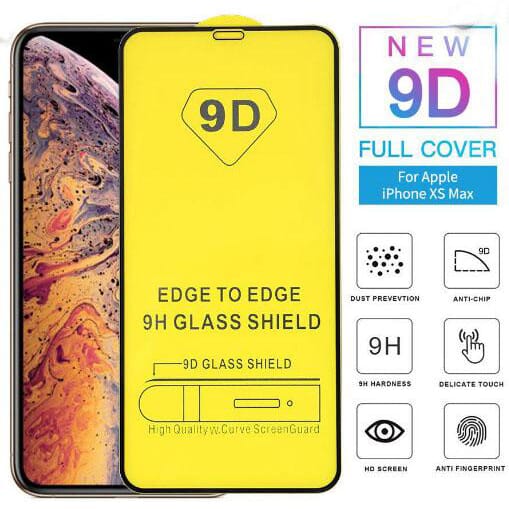 9D
EDGE TO EDGE
9H GLASS SHIELD
9D GLASS SHIELD
High Quality W.Curve ScreenGuard
NEW
9D
FULL COVER
For Apple
iPhone XS Max
DUST PREVEVTION
9D
ANTI-CHIP
9H
9H HARDNESS
DELICATE TOUCH
HD SCREEN
ANTI FINGERPRINT